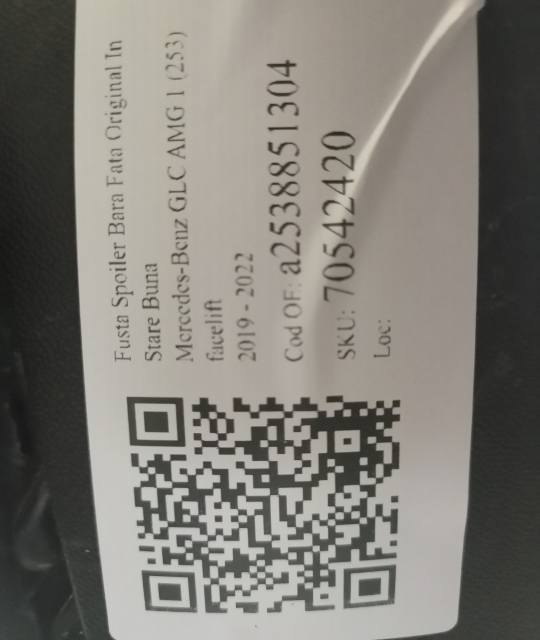 Fusta Spoiler Bara Fata Original In
Stare Buna
Mercedes-Benz GLC AMG 1 (253)
facelift
2019 - 2022
Cod OF: a2538851304
SKU: 70542420
Loc: